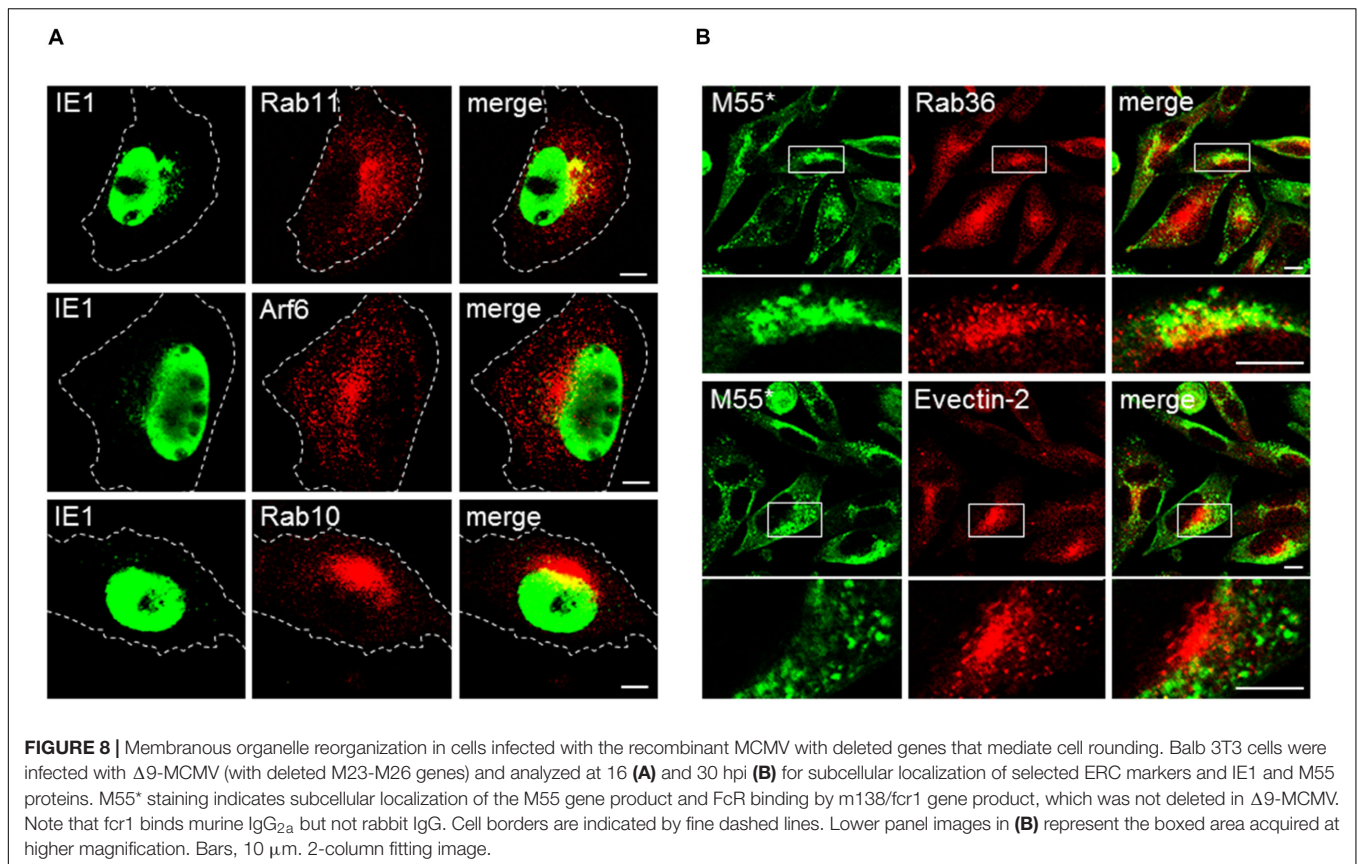 A
B
IE1 Rab11 merge
IE1 Arf6 merge
IE1 Rab10 merge
M55* Rab36 merge
M55* Evectin-2 merge
FIGURE 8 | Membranous organelle reorganization in cells infected with the recombinant MCMV with deleted genes that mediate cell rounding. Balb 3T3 cells were
infected with Δ9-MCMV (with deleted M23-M26 genes) and analyzed at 16 (A) and 30 hpi (B) for subcellular localization of selected ERC markers and IE1 and M55
proteins. M55* staining indicates subcellular localization of the M55 gene product and FcR binding by m138/fcr1 gene product, which was not deleted in Δ9-MCMV.
Note that fcr1 binds murine IgG2a but not rabbit IgG. Cell borders are indicated by fine dashed lines. Lower panel images in (B) represent the boxed area acquired at
higher magnification. Bars, 10 μm. 2-column fitting image.